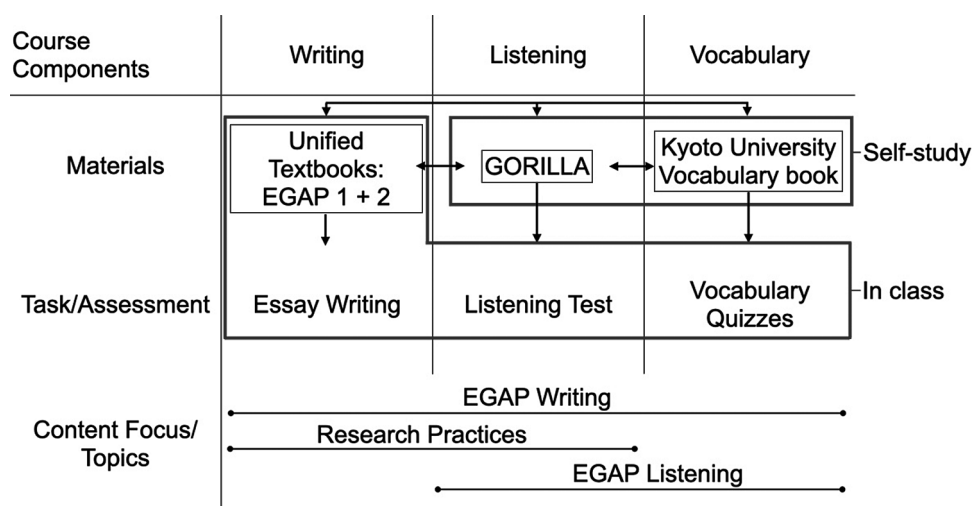 Course
Components
Writing
Listening
Vocabulary
Materials
Unified
Textbooks:
EGAP 1 + 2
GORILLA
Kyoto University
Vocabulary book
Self-study
Task/Assessment
Essay Writing
Listening Test
Vocabulary
Quizzes
In class
Content Focus/
Topics
EGAP Writing
Research Practices
EGAP Listening